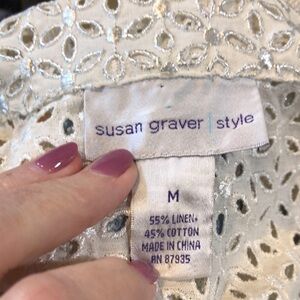 susan graver | style
M
55% LINEN+
45% COTTON
MADE IN CHINA
RN 87935